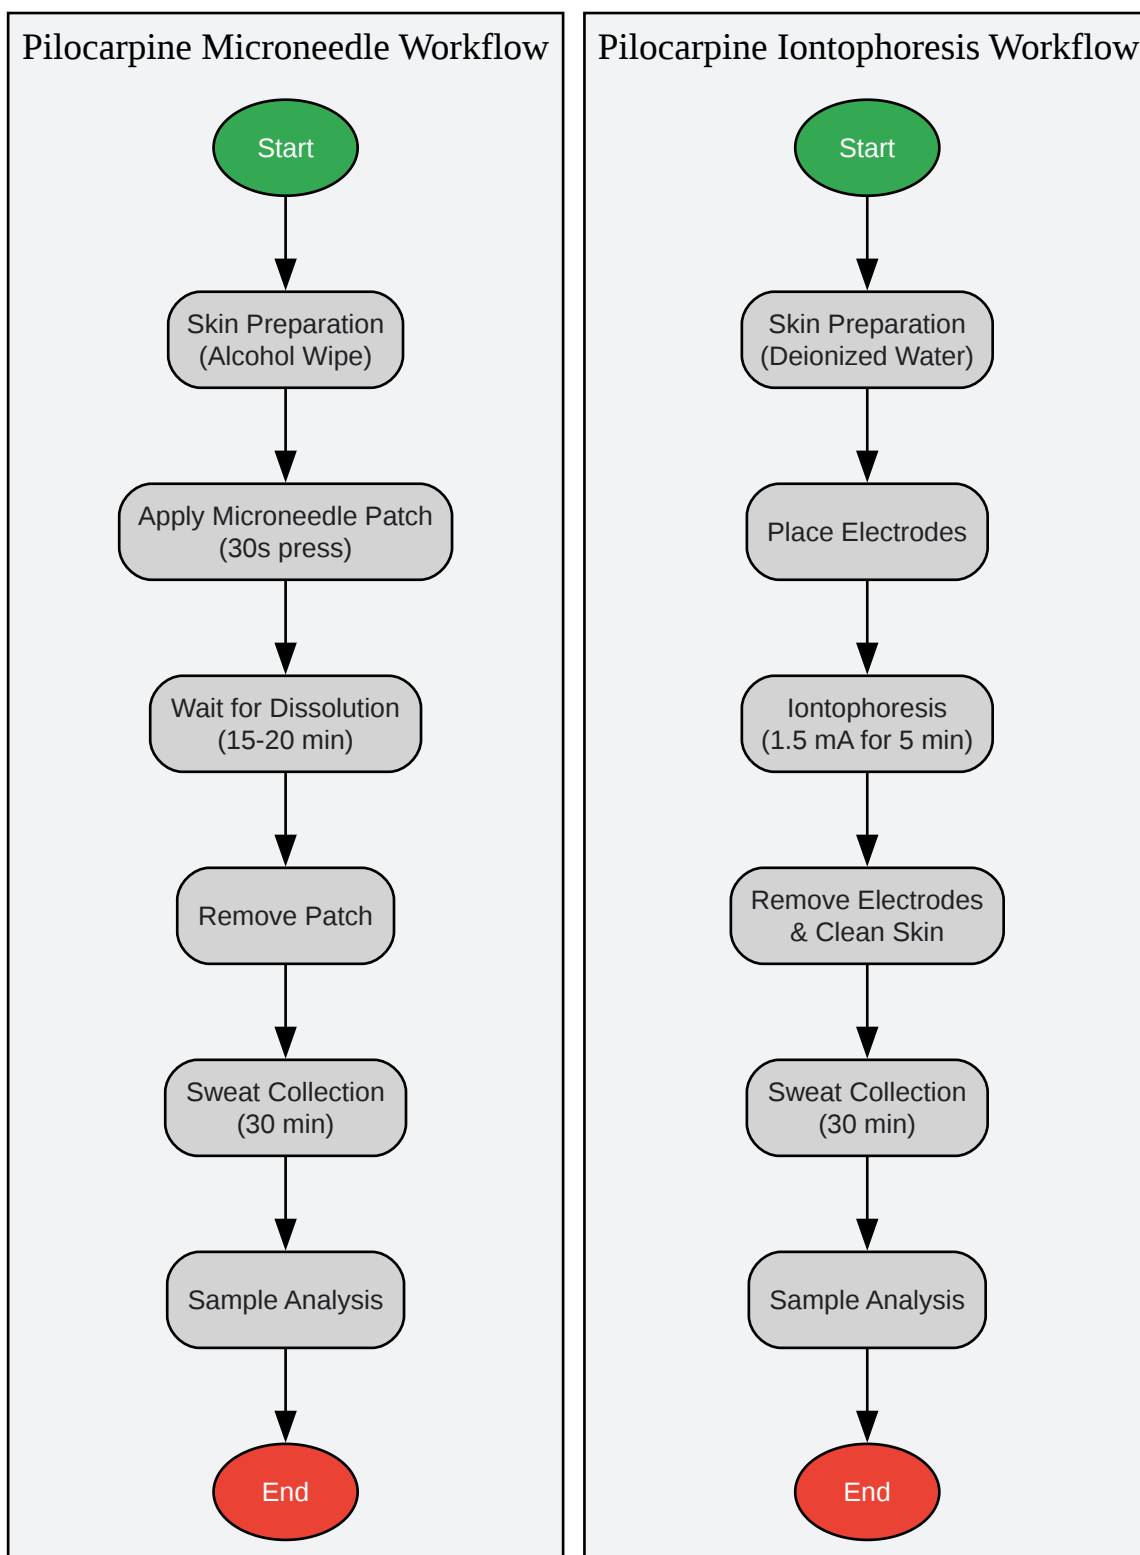 Pilocarpine Microneedle Workflow
Start
Skin Preparation
(Alcohol Wipe)
Apply Microneedle Patch
(30s press)
Wait for Dissolution
(15-20 min)
Remove Patch
Sweat Collection
(30 min)
Sample Analysis
End
Pilocarpine Iontophoresis Workflow
Start
Skin Preparation
(Deionized Water)
Place Electrodes
Iontophoresis
(1.5 mA for 5 min)
Remove Electrodes
& Clean Skin
Sweat Collection
(30 min)
Sample Analysis
End